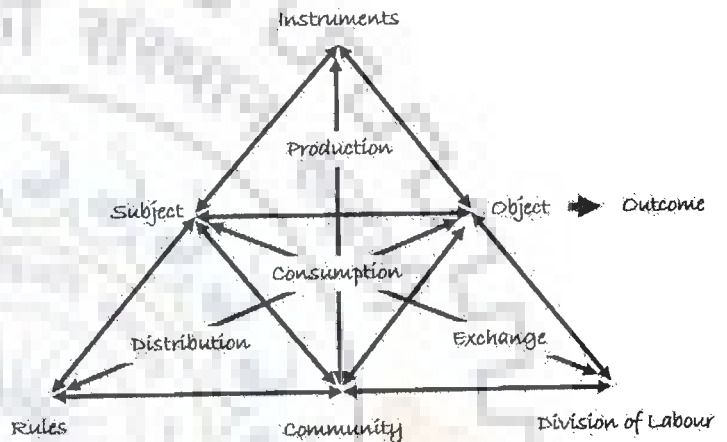 Instruments
Production
Subject
Object
Outcome
Consumption
Distribution
Exchange
Rules
Community
Division of Labour